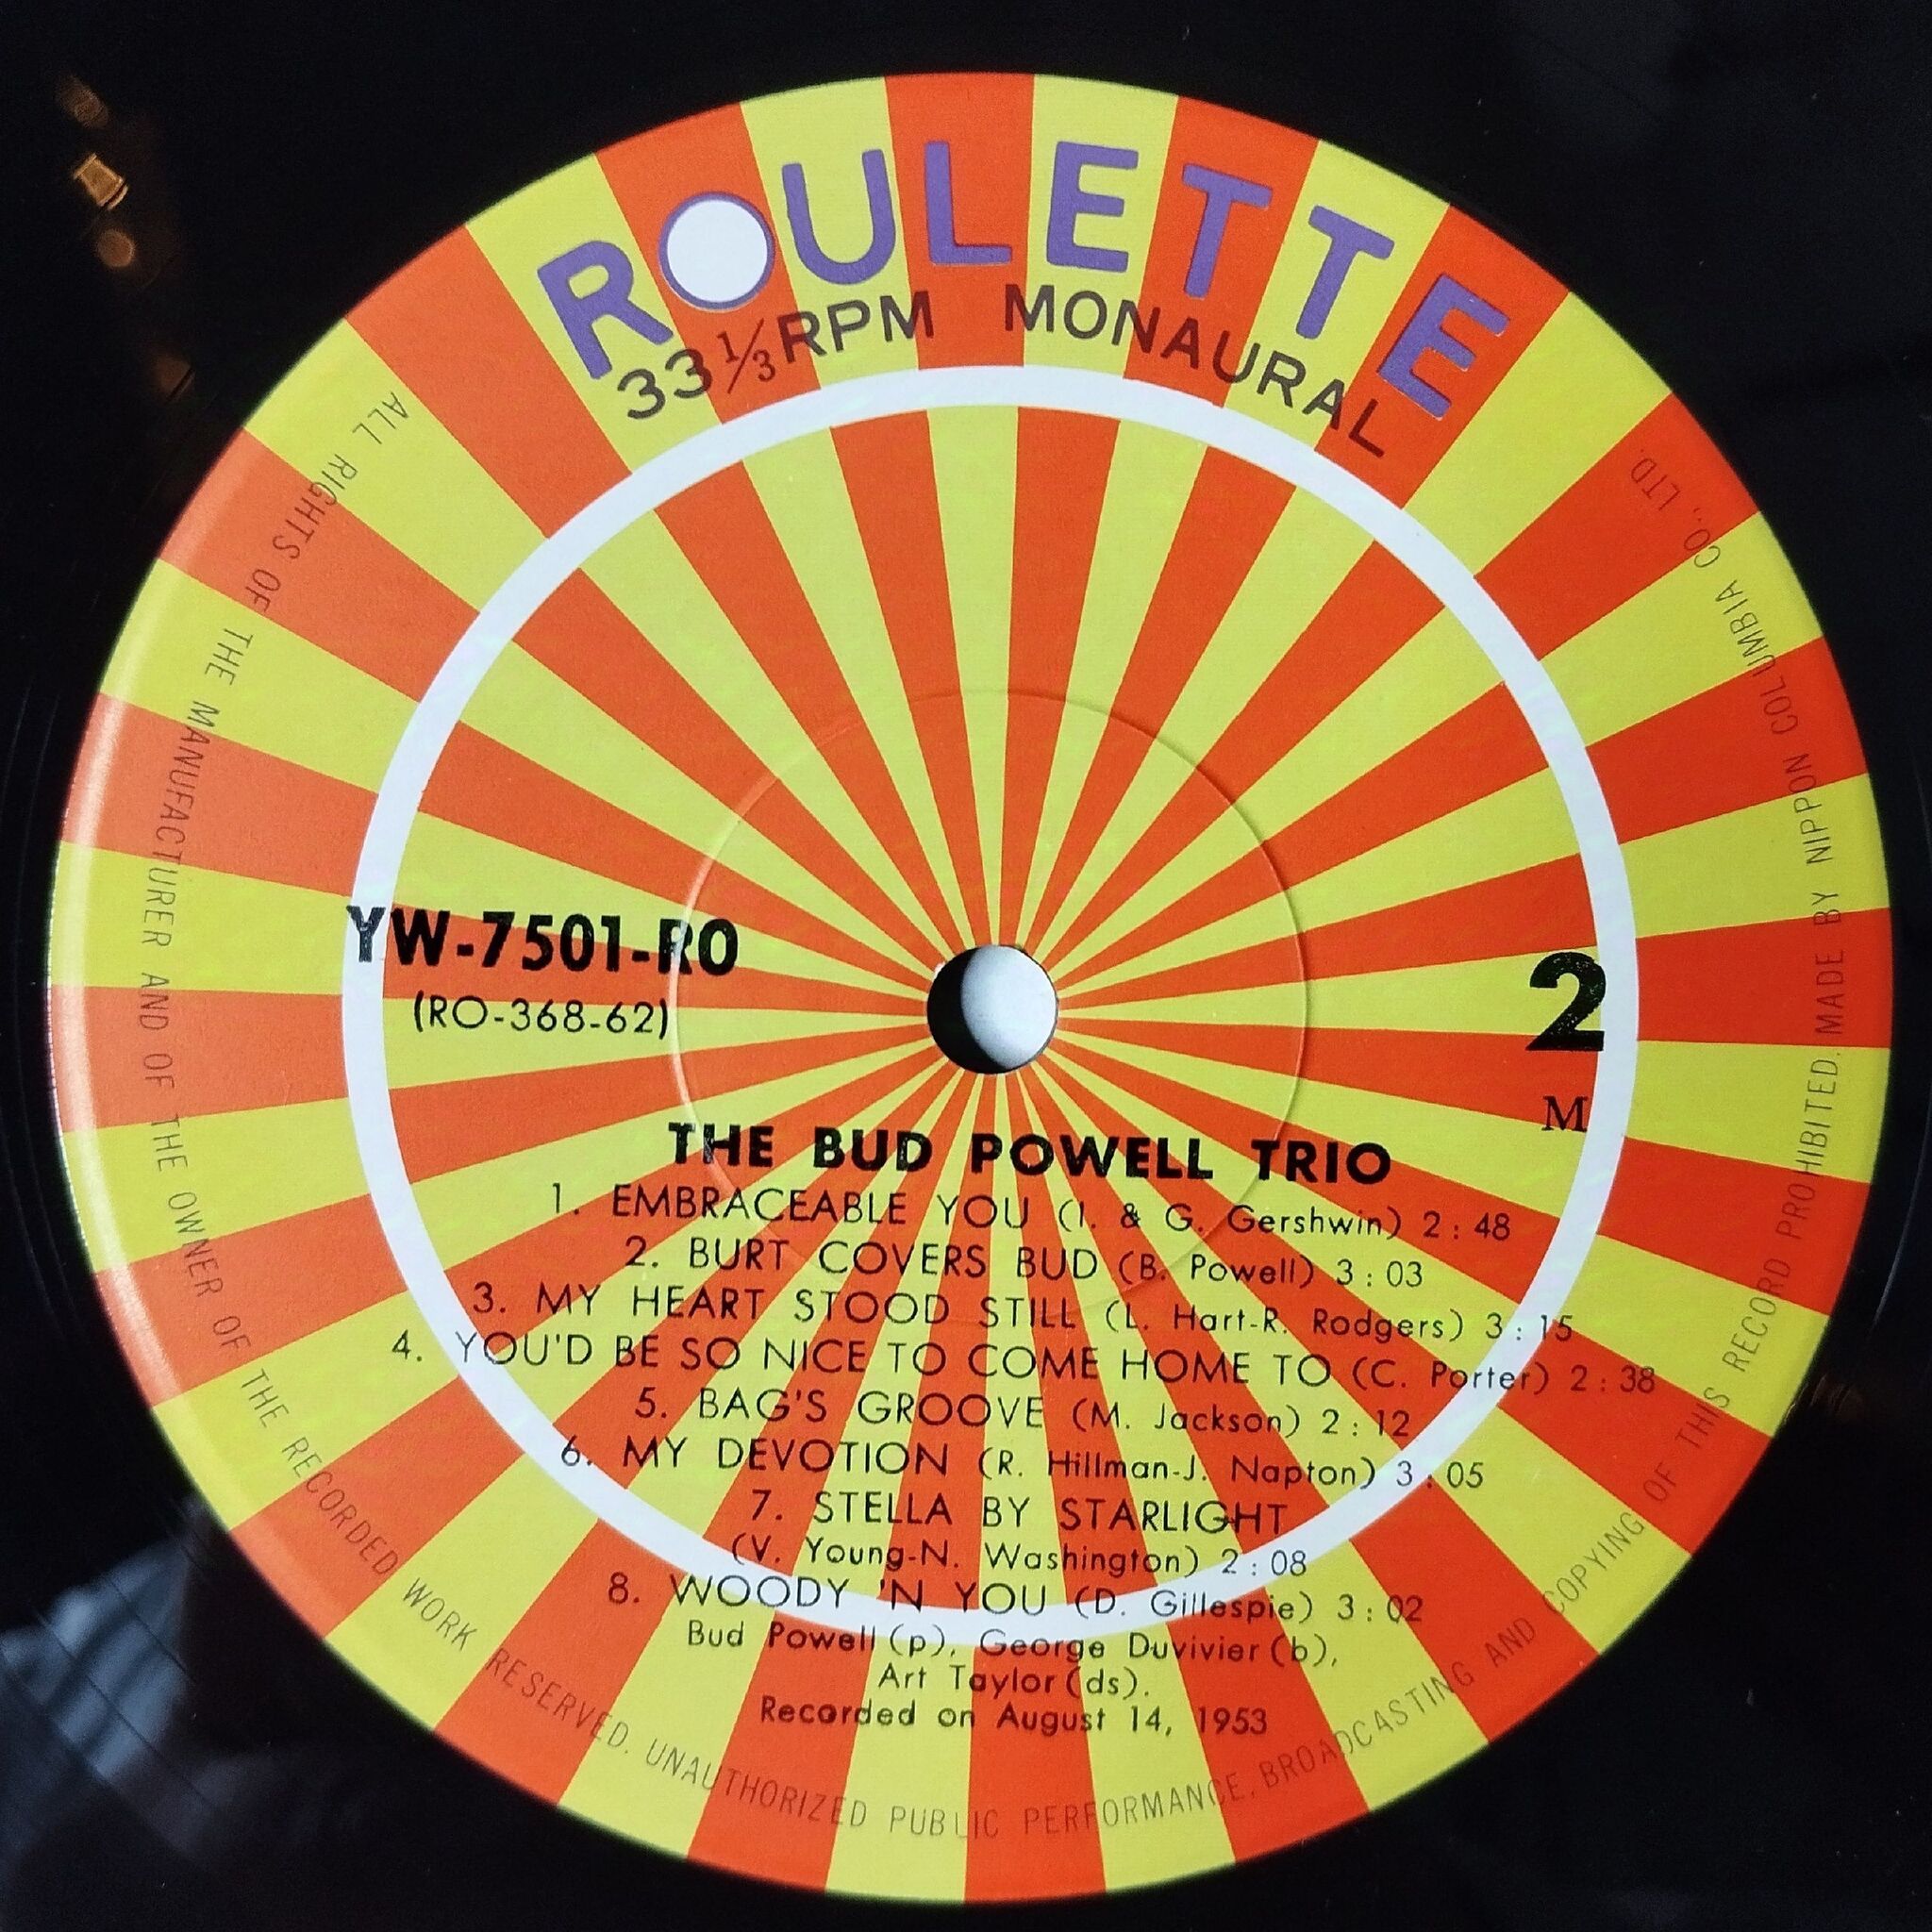 ROULETTE
33 1/3 RPM MONAURAL
YW-7501-RO
(RO-368-62)
2
M
THE BUD POWELL TRIO
1. EMBRACEABLE YOU (I. & G. Gershwin) 2 : 48
2. BURT COVERS BUD (B. Powell) 3 : 03
3. MY HEART STOOD STILL (L. Hart-R. Rodgers) 3 : 15
4. YOU'D BE SO NICE TO COME HOME TO (C. Porter) 2 : 38
5. BAG'S GROOVE (M. Jackson) 2 : 12
6. MY DEVOTION (R. Hillman-J. Napton) 3 : 05
7. STELLA BY STARLIGHT
(V. Young-N. Washington) 2 : 08
8. WOODY 'N YOU (D. Gillespie) 3 : 02
Bud Powell (p), George Duvivier (b),
Art Taylor (ds).
Recorded on August 14, 1953
ALL RIGHTS OF THE MANUFACTURER AND OF THE OWNER OF THE RECORDED WORK RESERVED. UNAUTHORIZED PUBLIC PERFORMANCE, BROADCASTING AND COPYING OF THIS RECORD PROHIBITED. MADE BY NIPPON COLUMBIA CO., LTD.